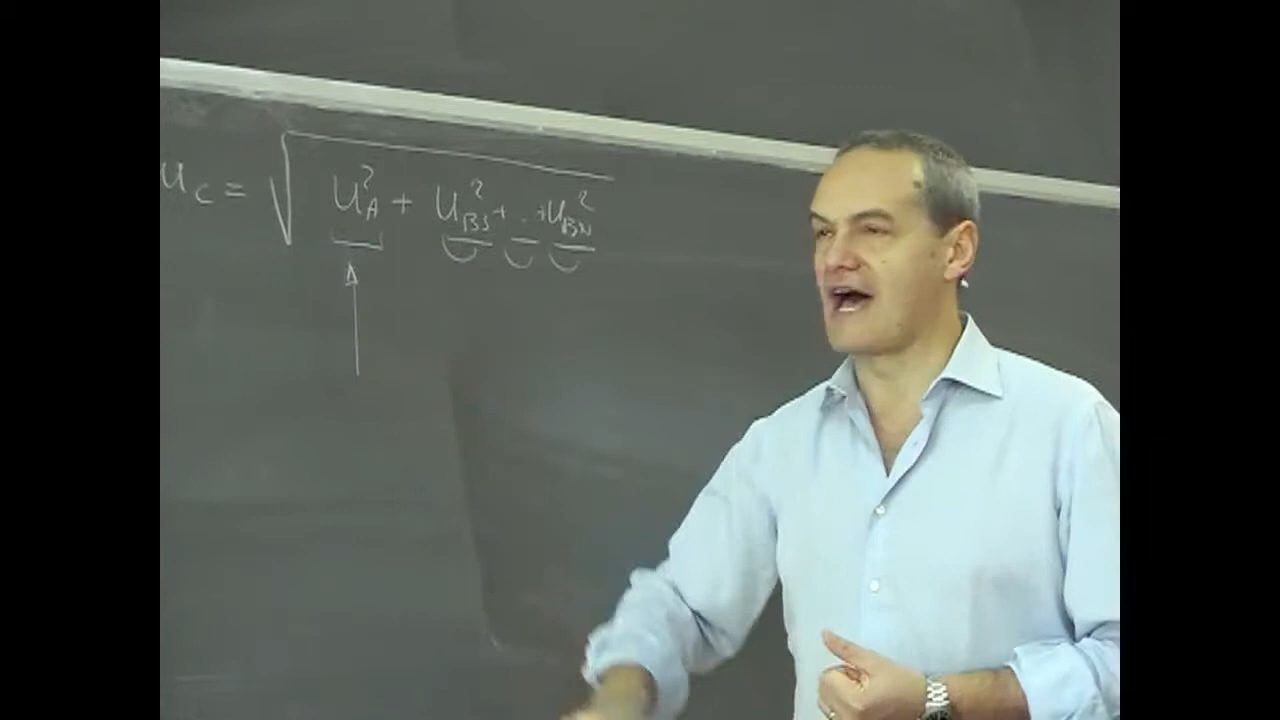 u_C = √(u_A² + u_B1² + .. + u_BN²)